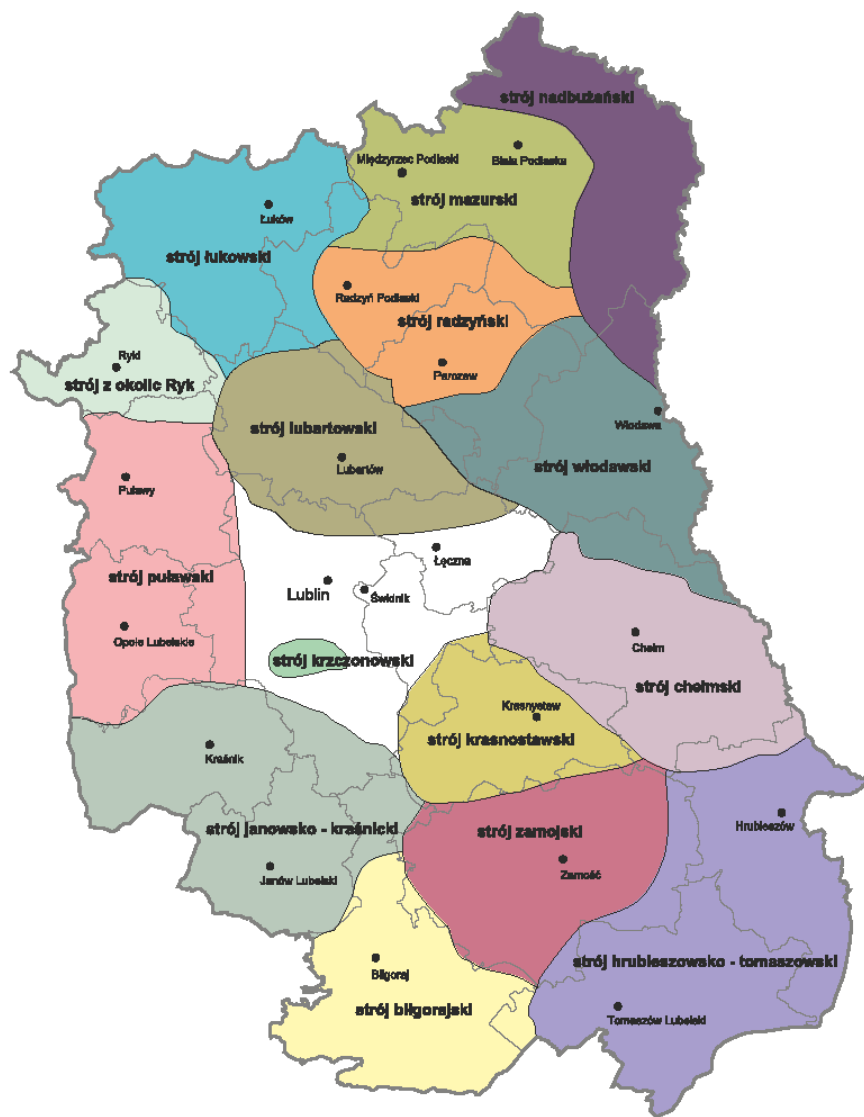 strój nadbużański
Międzyrzec Podlaski
Biała Podlaska
strój mazurski
Łuków
strój łukowski
Radzyń Podlaski
strój radzyński
Ryki
Parczew
strój z okolic Ryk
Włodawa
strój lubartowski
Lubartów
strój włodawski
Puławy
Łęczna
strój puławski
Lublin
Świdnik
Opole Lubelskie
Chełm
strój krzczonowski
strój chełmski
Krasnystaw
strój krasnostawski
Kraśnik
Hrubieszów
strój janowsko - kraśnicki
strój zamojski
Zamość
Janów Lubelski
Biłgoraj
strój hrubieszowsko - tomaszowski
strój biłgorajski
Tomaszów Lubelski